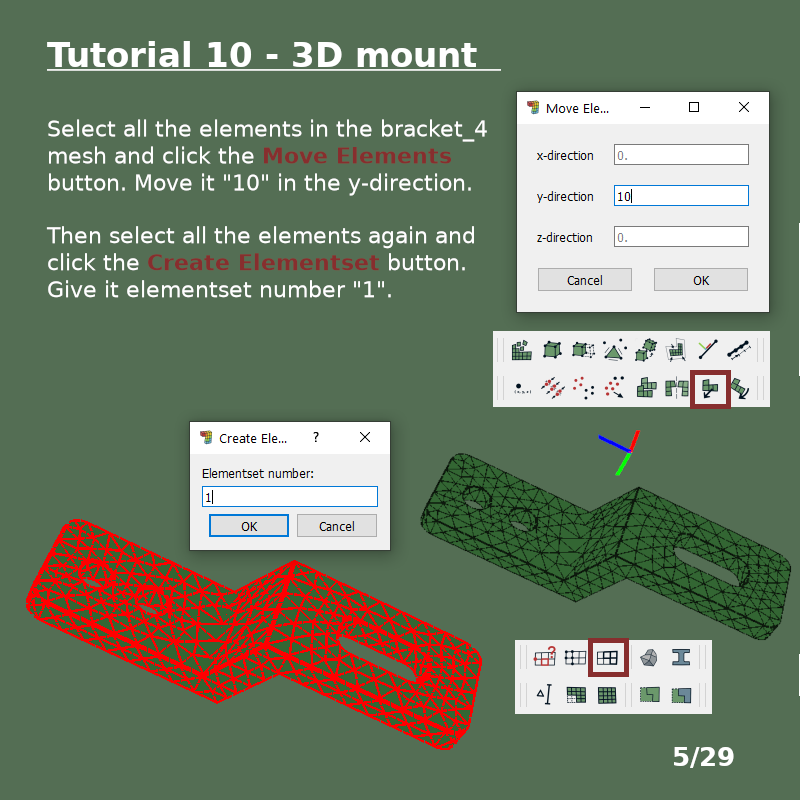 Tutorial 10 - 3D mount
Select all the elements in the bracket_4
mesh and click the Move Elements
button. Move it "10" in the y-direction.
Then select all the elements again and
click the Create Elementset button.
Give it elementset number "1".
Move Ele...
x-direction 0.
y-direction 10
z-direction 0.
Cancel OK
Create Ele... ?
Elementset number:
1
OK Cancel
5/29